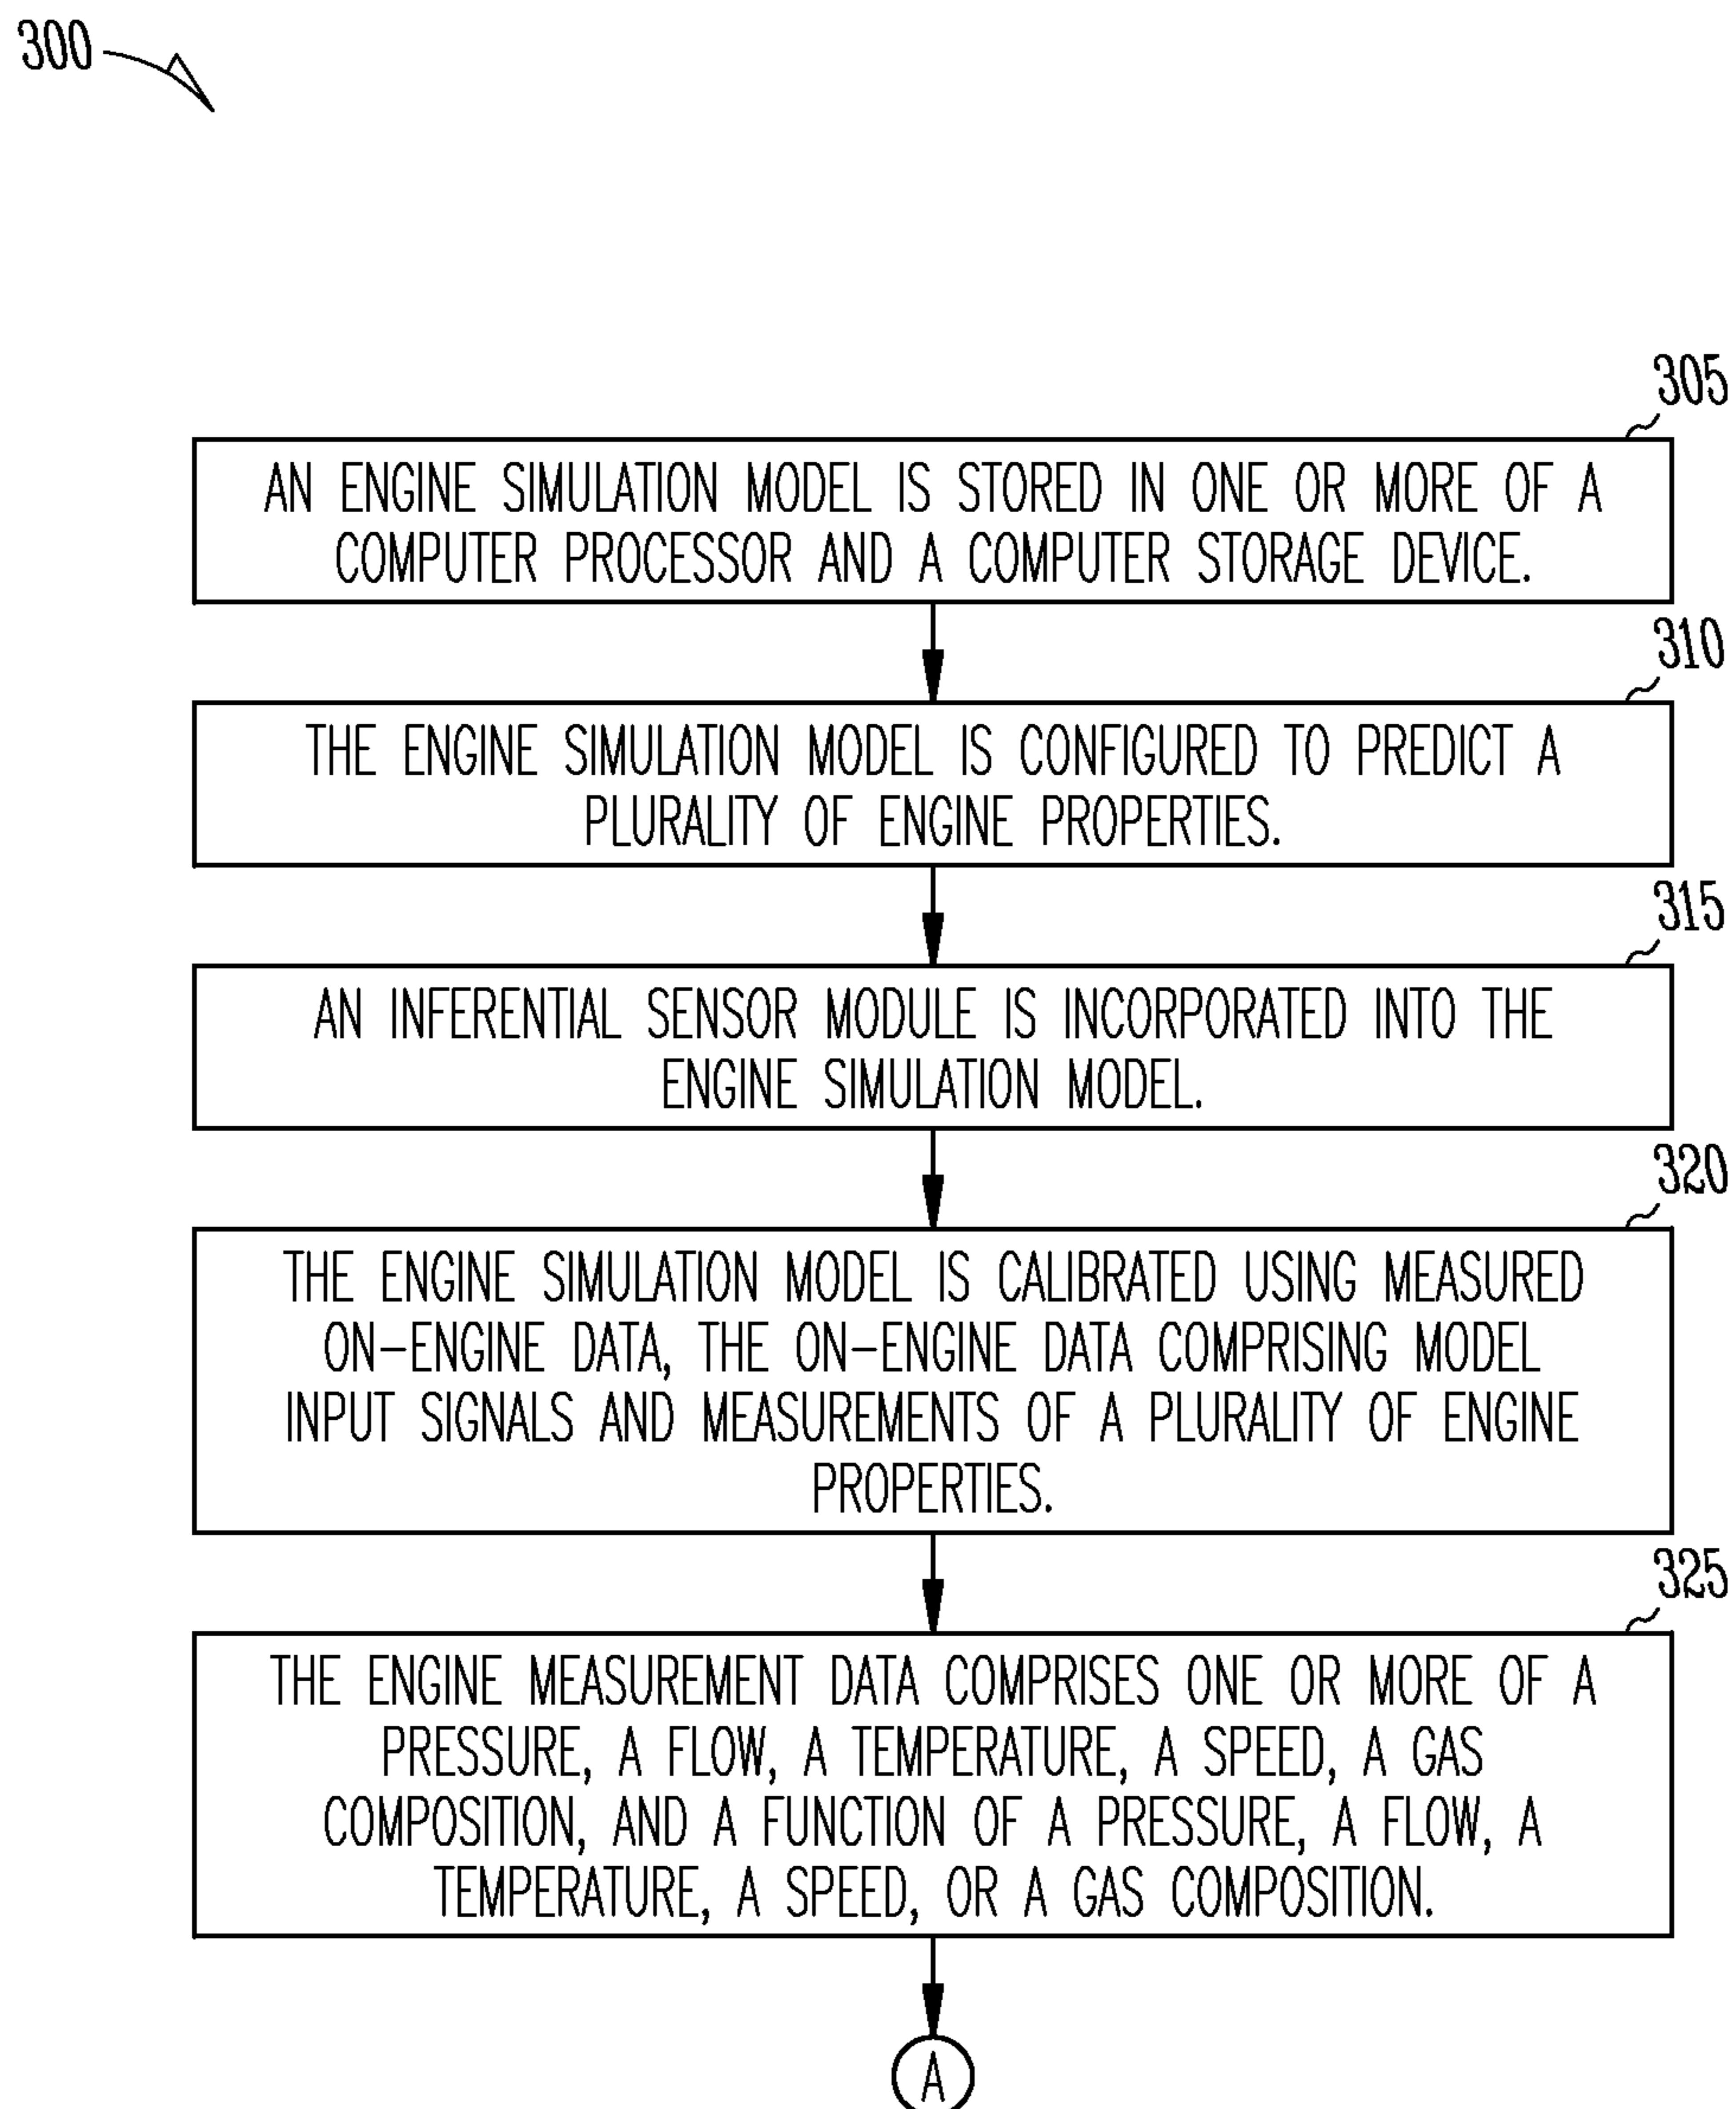 300
305
AN ENGINE SIMULATION MODEL IS STORED IN ONE OR MORE OF A
COMPUTER PROCESSOR AND A COMPUTER STORAGE DEVICE.
310
THE ENGINE SIMULATION MODEL IS CONFIGURED TO PREDICT A
PLURALITY OF ENGINE PROPERTIES.
315
AN INFERENTIAL SENSOR MODULE IS INCORPORATED INTO THE
ENGINE SIMULATION MODEL.
320
THE ENGINE SIMULATION MODEL IS CALIBRATED USING MEASURED
ON-ENGINE DATA, THE ON-ENGINE DATA COMPRISING MODEL
INPUT SIGNALS AND MEASUREMENTS OF A PLURALITY OF ENGINE
PROPERTIES.
325
THE ENGINE MEASUREMENT DATA COMPRISES ONE OR MORE OF A
PRESSURE, A FLOW, A TEMPERATURE, A SPEED, A GAS
COMPOSITION, AND A FUNCTION OF A PRESSURE, A FLOW, A
TEMPERATURE, A SPEED, OR A GAS COMPOSITION.
A